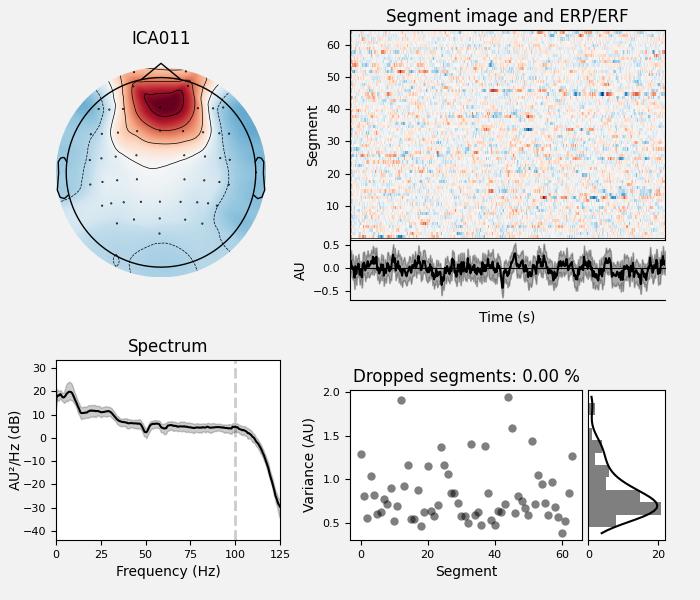 ICA011
Segment image and ERP/ERF
Segment
60
50
40
30
20
10
AU
0.5
0.0
−0.5
Time (s)
Spectrum
AU²/Hz (dB)
30
20
10
0
−10
−20
−30
−40
0 25 50 75 100 125
Frequency (Hz)
Dropped segments: 0.00 %
Variance (AU)
2.0
1.5
1.0
0.5
0 20 40 60
Segment
0 20